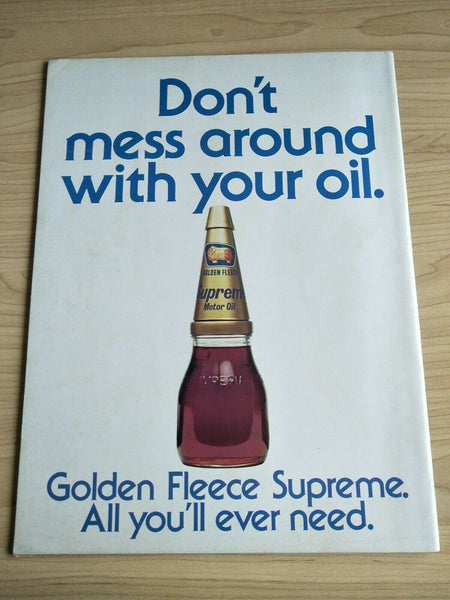 Don't
mess around
with your oil.
GOLDEN FLEECE
Supreme
Motor Oil
Golden Fleece Supreme.
All you'll ever need.